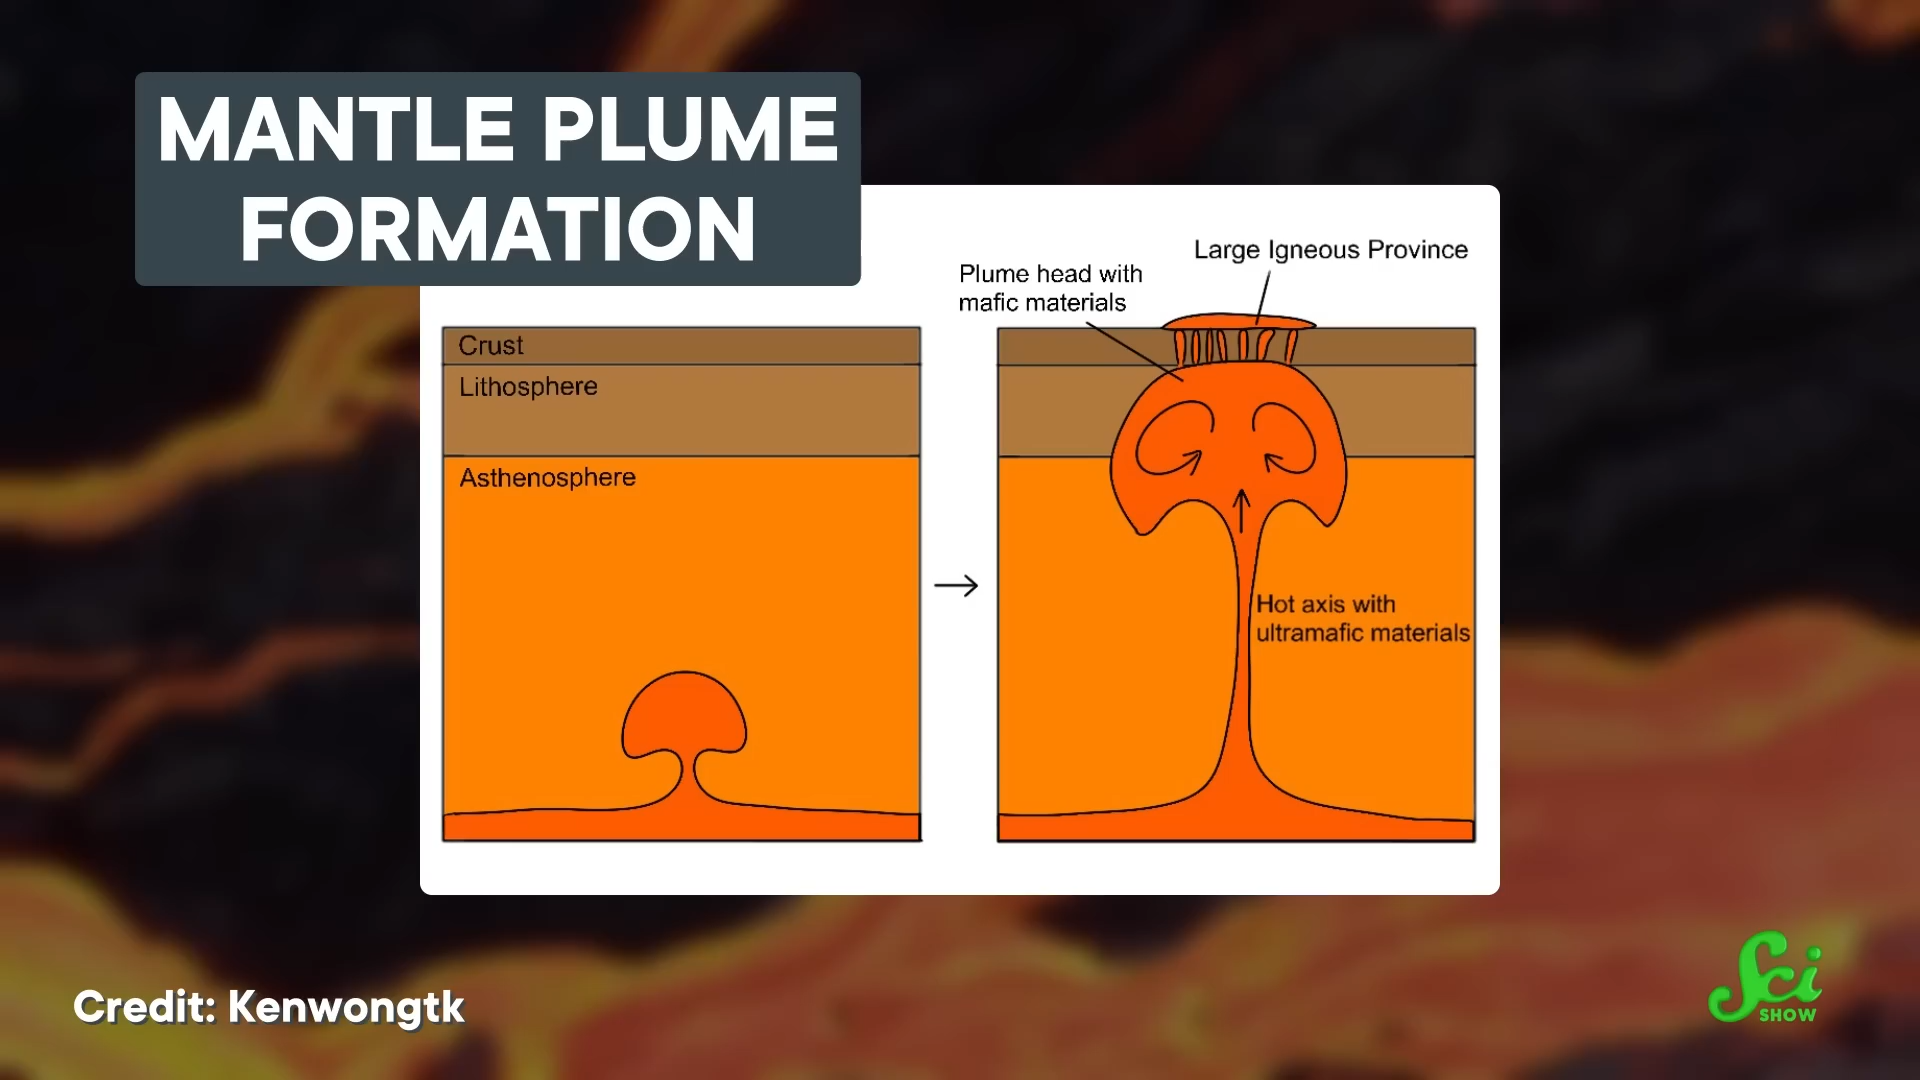 MANTLE PLUME
FORMATION
Large Igneous Province
Plume head with
mafic materials
Crust
Lithosphere
Asthenosphere
Hot axis with
ultramafic materials
Credit: Kenwongtk
Sci
SHOW